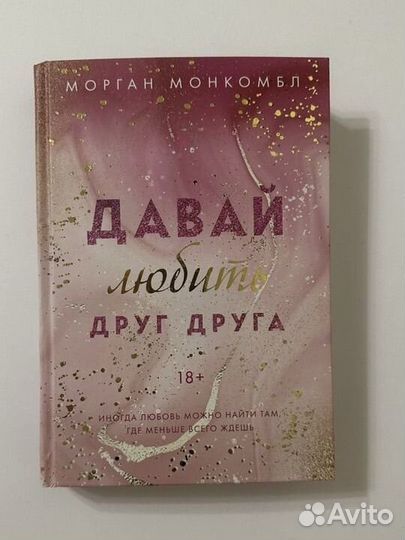 МОРГАН МОНКОМБЛ
ДАВАЙ
любить
ДРУГ ДРУГА
18+
ИНОГДА ЛЮБОВЬ МОЖНО НАЙТИ ТАМ,
ГДЕ МЕНЬШЕ ВСЕГО ЖДЕШЬ
Avito